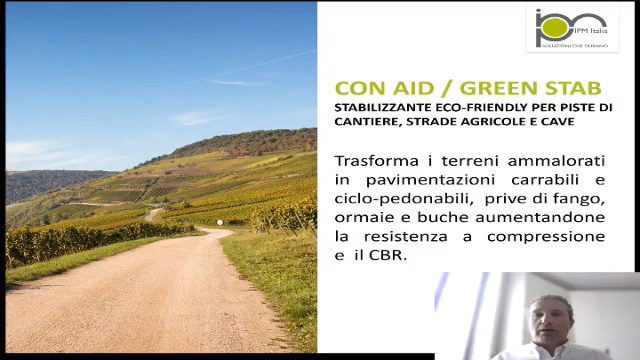 ipm
IPM Italia
SOLUZIONI CHE DURANO
CON AID / GREEN STAB
STABILIZZANTE ECO-FRIENDLY PER PISTE DI
CANTIERE, STRADE AGRICOLE E CAVE
Trasforma i terreni ammalorati
in pavimentazioni carrabili e
ciclo-pedonabili, prive di fango,
ormaie e buche aumentandone
la resistenza a compressione
e il CBR.